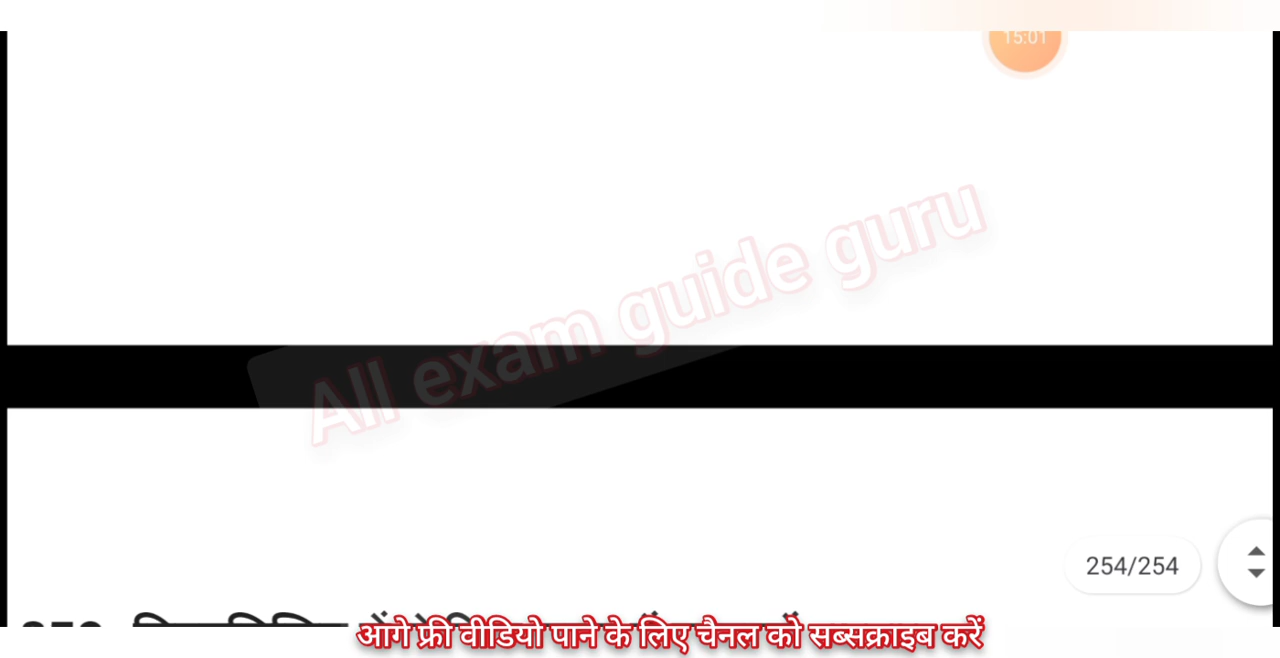 15:01
All exam guide guru
254/254
आगे फ्री वीडियो पाने के लिए चैनल को सब्सक्राइब करें